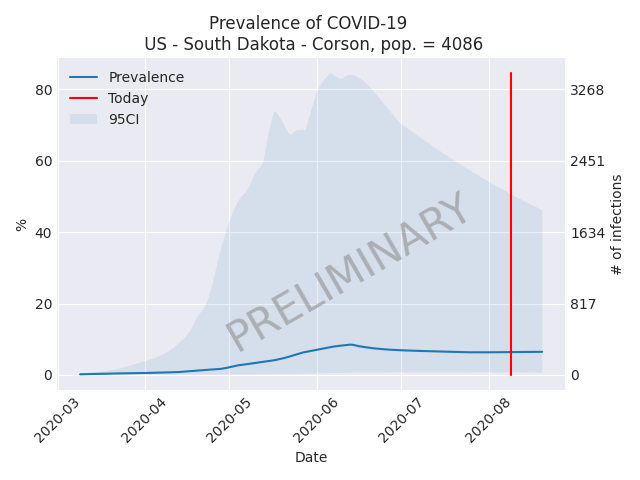 Prevalence of COVID-19
US - South Dakota - Corson, pop. = 4086
Prevalence
Today
95CI
80
60
40
20
0
%
3268
2451
1634
817
0
# of infections
PRELIMINARY
2020-03
2020-04
2020-05
2020-06
2020-07
2020-08
Date